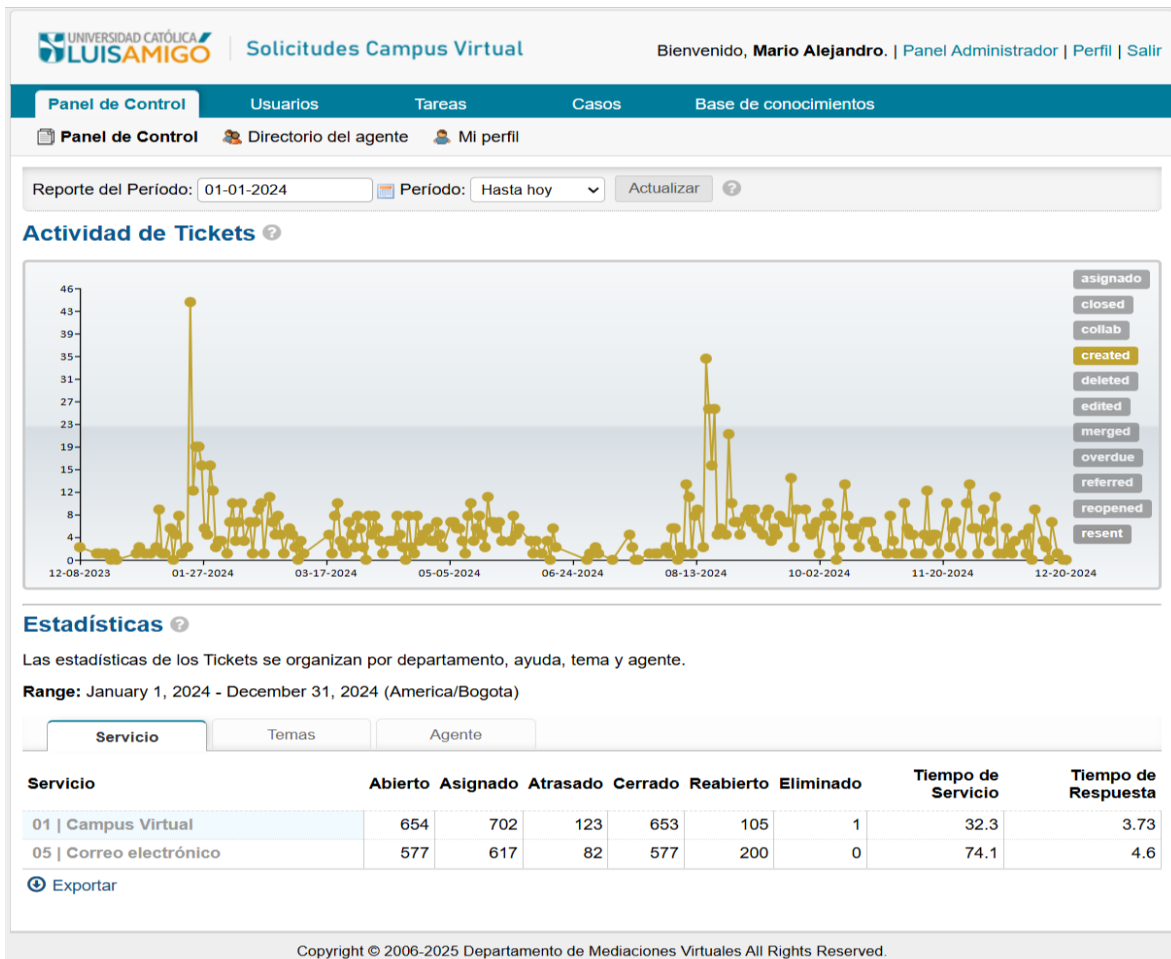 UNIVERSIDAD CATÓLICA
LUISAMIGÓ
Solicitudes Campus Virtual
Bienvenido, Mario Alejandro. | Panel Administrador | Perfil | Salir
Panel de Control Usuarios Tareas Casos Base de conocimientos
Panel de Control Directorio del agente Mi perfil
Reporte del Período: 01-01-2024 Período: Hasta hoy Actualizar ?
Actividad de Tickets ?
46
43
39
35
31
27
23
19
15
12
8
4
0
12-08-2023 01-27-2024 03-17-2024 05-05-2024 06-24-2024 08-13-2024 10-02-2024 11-20-2024 12-20-2024
asignado
closed
collab
created
deleted
edited
merged
overdue
referred
reopened
resent
Estadísticas ?
Las estadísticas de los Tickets se organizan por departamento, ayuda, tema y agente.
Range: January 1, 2024 - December 31, 2024 (America/Bogota)
Servicio Temas Agente
Servicio Abierto Asignado Atrasado Cerrado Reabierto Eliminado Tiempo de Servicio Tiempo de Respuesta
01 | Campus Virtual 654 702 123 653 105 1 32.3 3.73
05 | Correo electrónico 577 617 82 577 200 0 74.1 4.6
Exportar
Copyright © 2006-2025 Departamento de Mediaciones Virtuales All Rights Reserved.